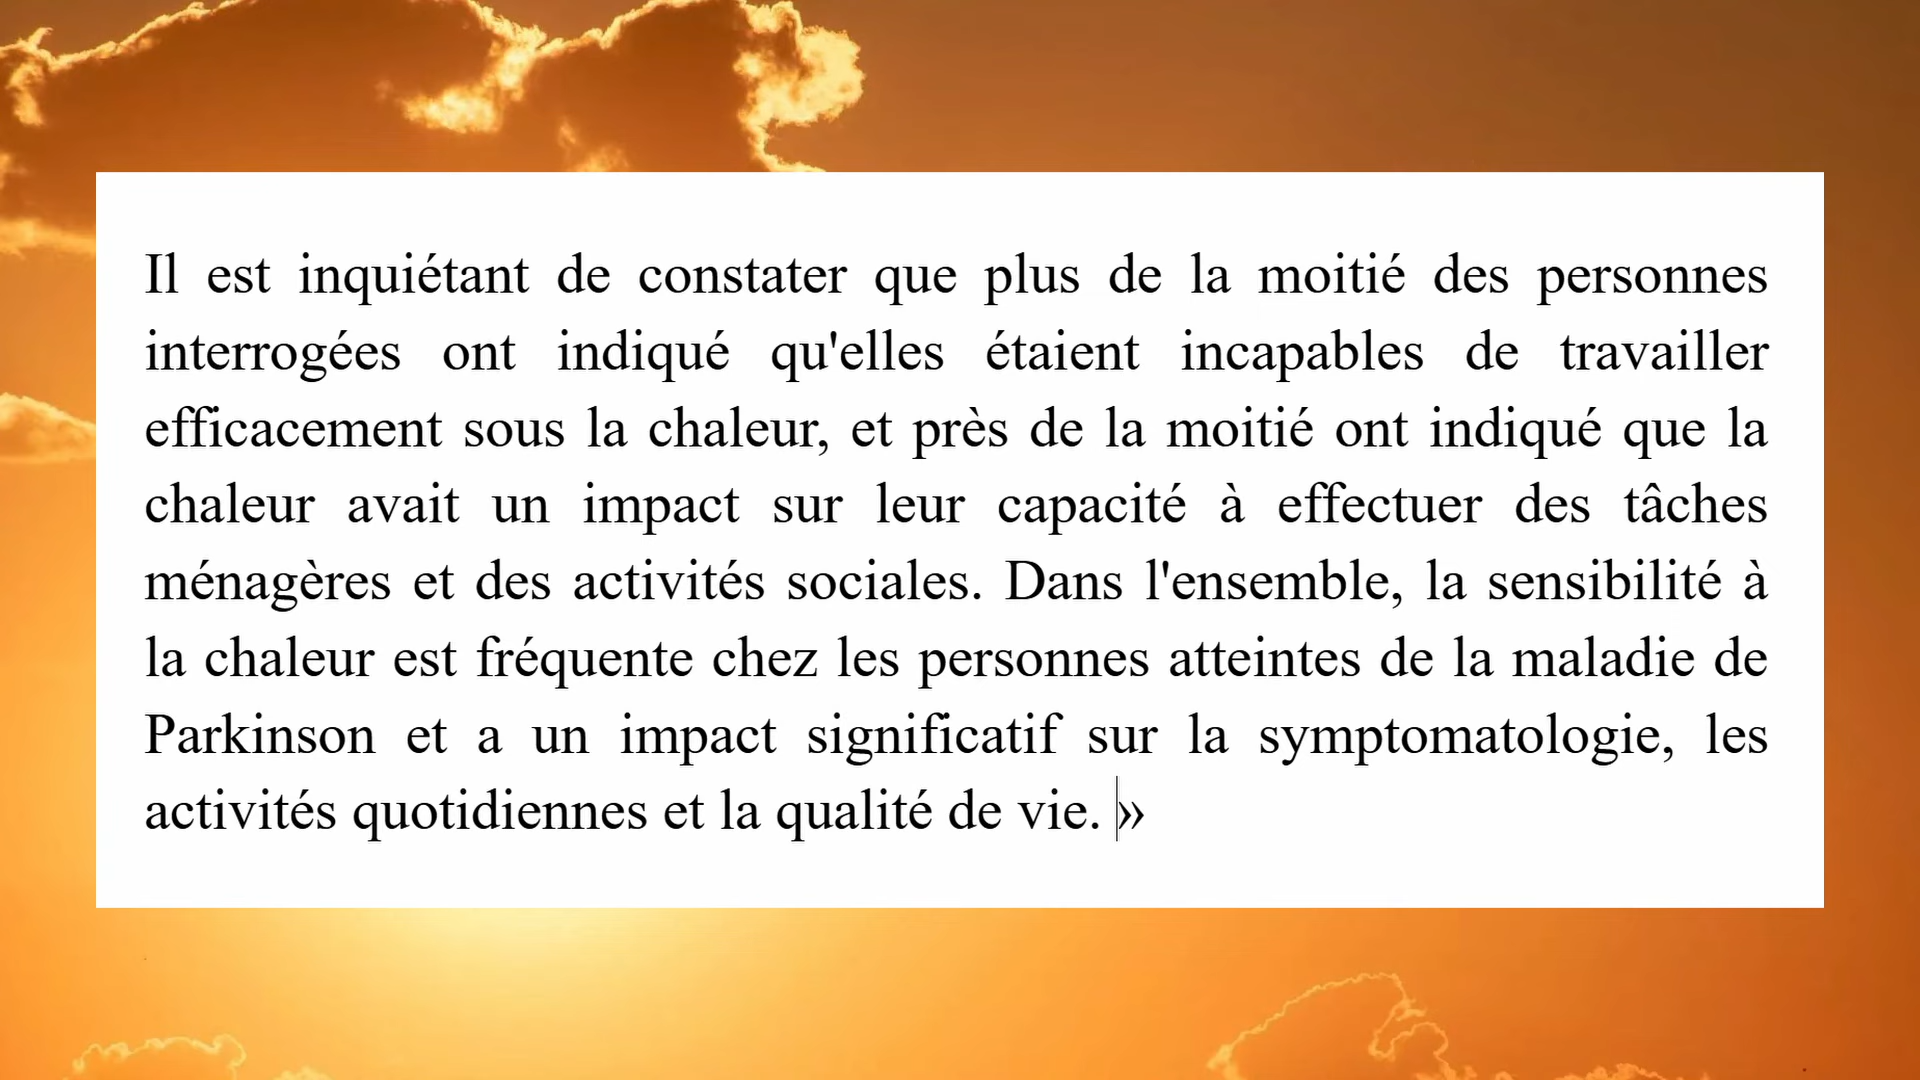 Il est inquiétant de constater que plus de la moitié des personnes
interrogées ont indiqué qu'elles étaient incapables de travailler
efficacement sous la chaleur, et près de la moitié ont indiqué que la
chaleur avait un impact sur leur capacité à effectuer des tâches
ménagères et des activités sociales. Dans l'ensemble, la sensibilité à
la chaleur est fréquente chez les personnes atteintes de la maladie de
Parkinson et a un impact significatif sur la symptomatologie, les
activités quotidiennes et la qualité de vie. »